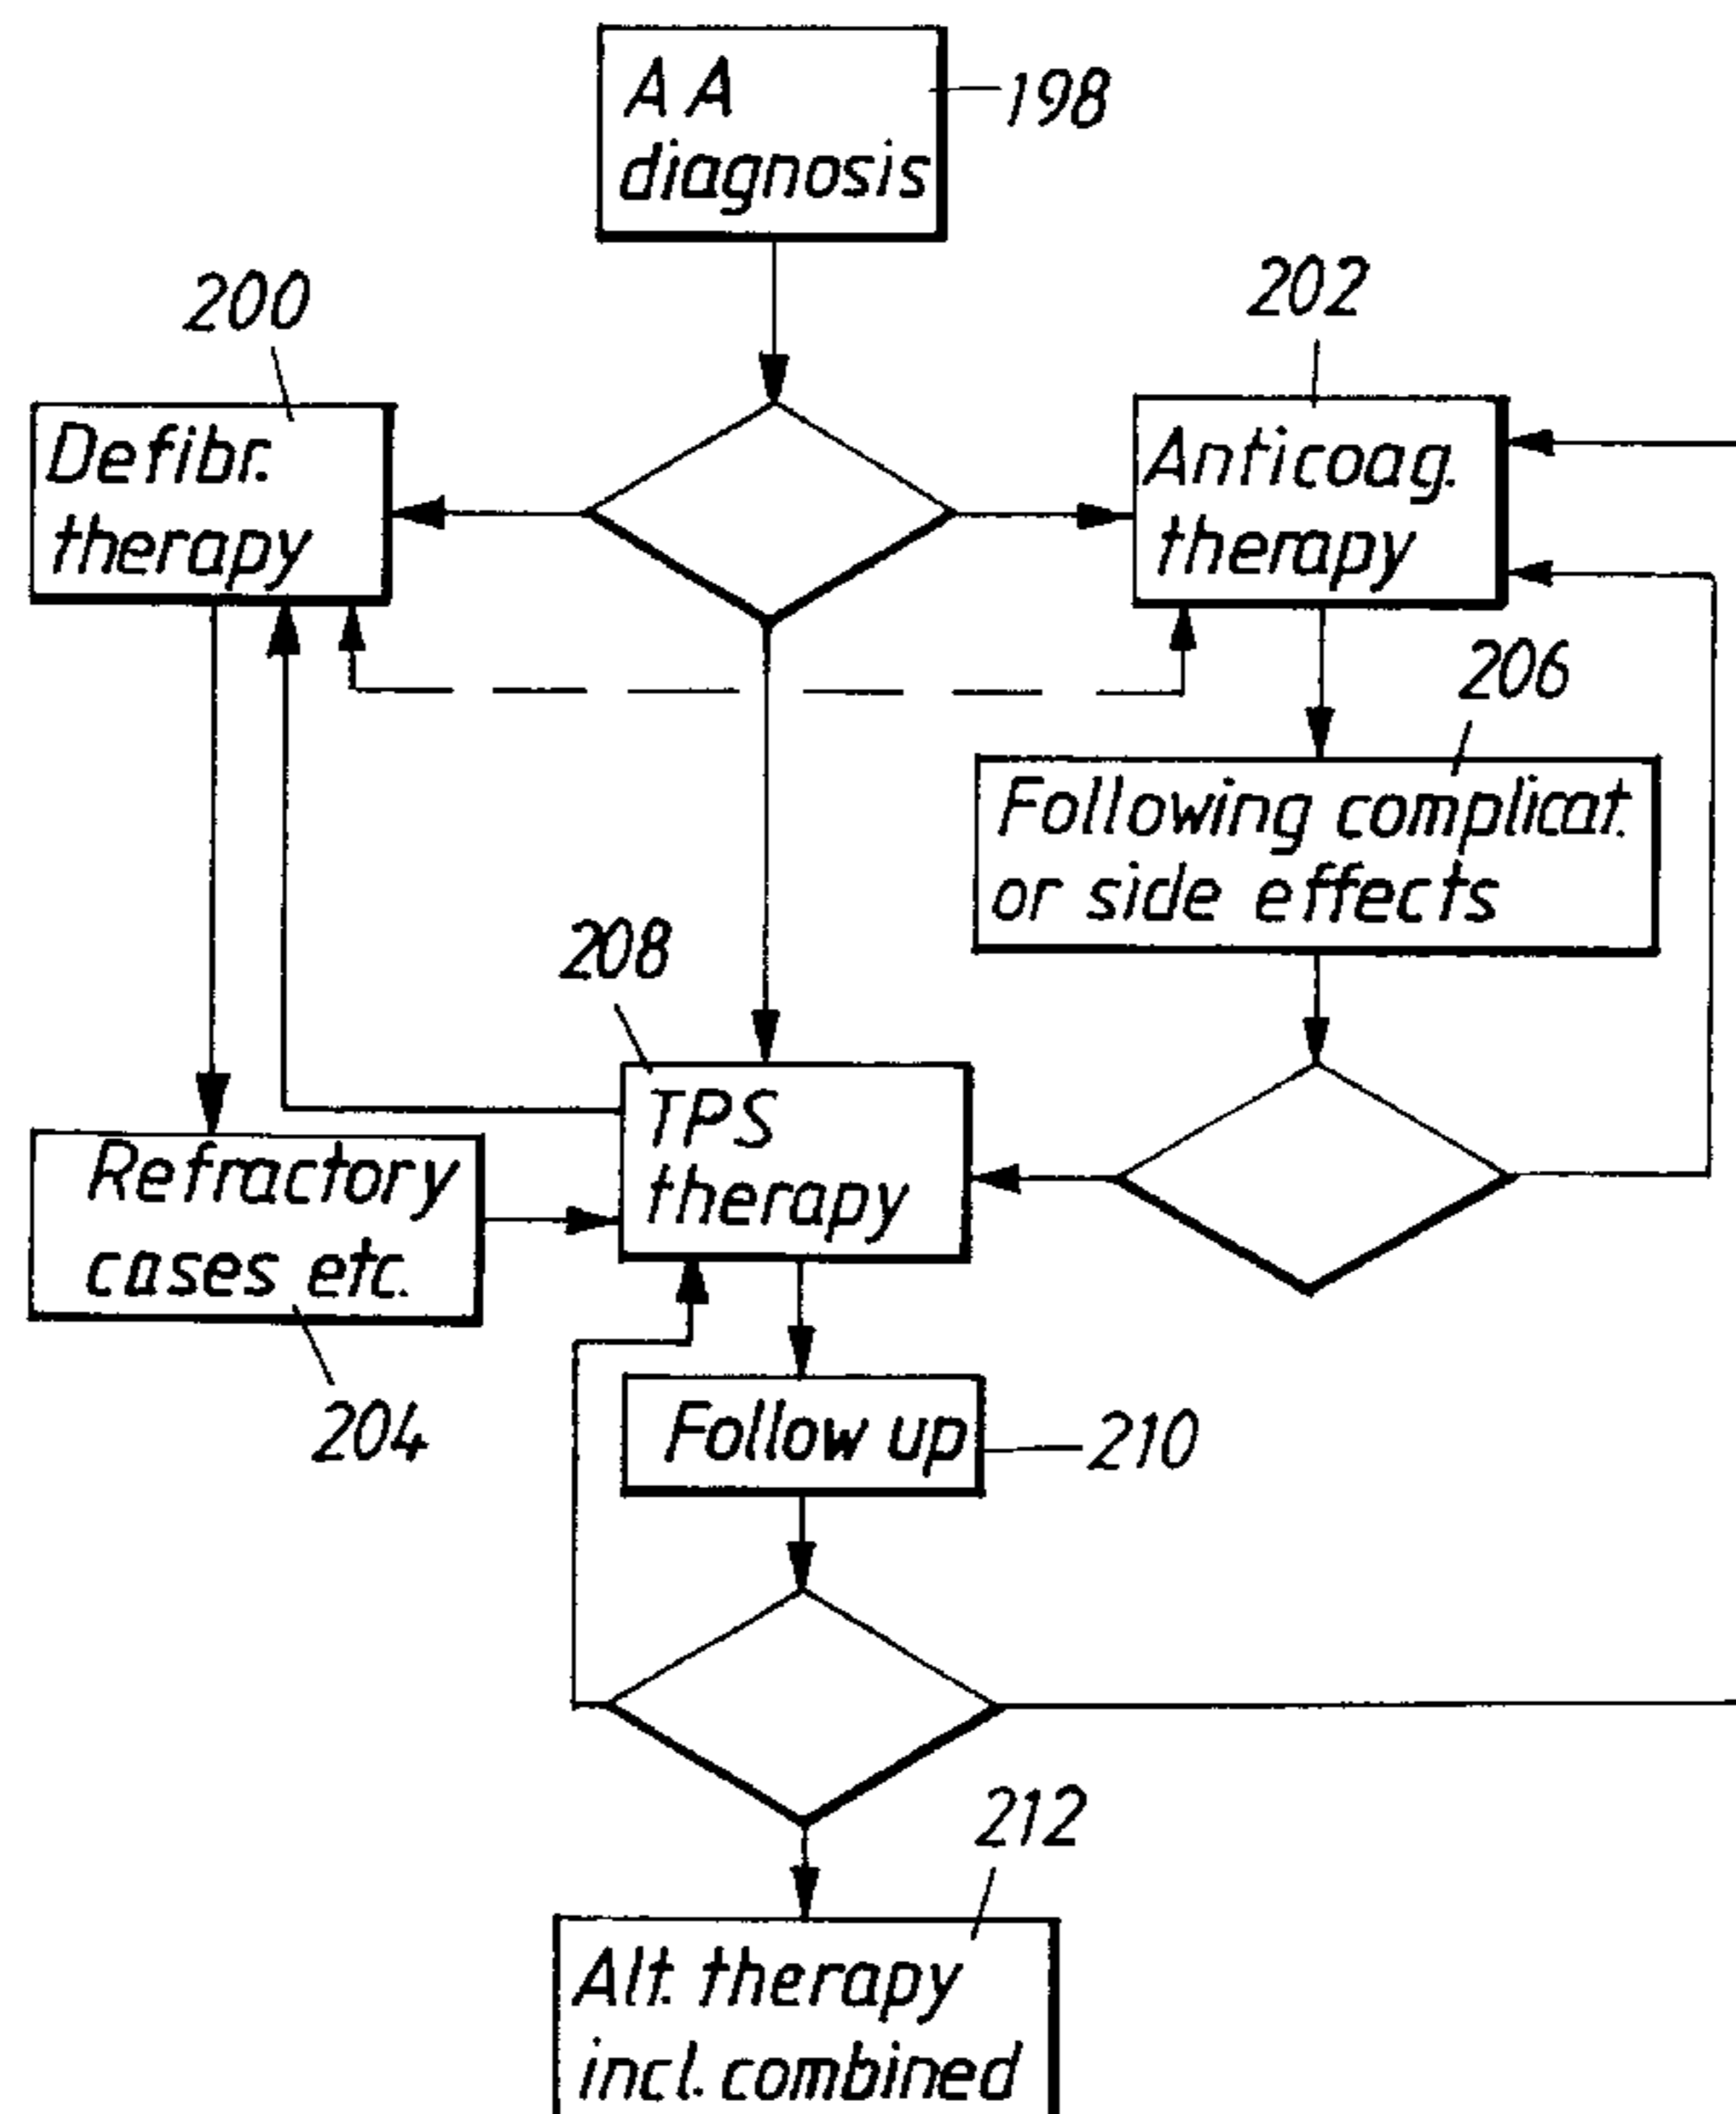 A A
diagnosis
198
200
202
Defibr.
therapy
Anticoag.
therapy
206
Following complicat.
or side effects
208
TPS
therapy
Refractory
cases etc.
204
Follow up
210
212
Alt. therapy
incl. combined